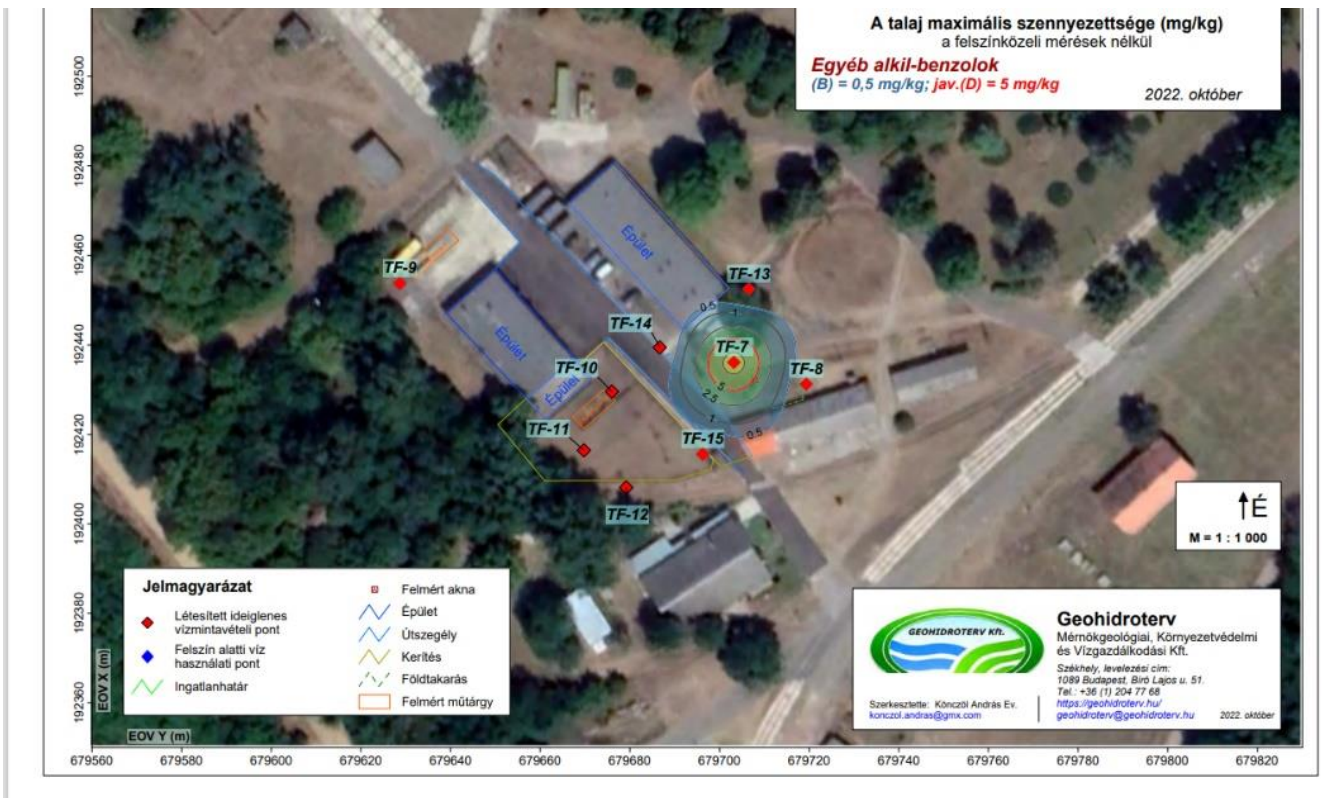 A talaj maximális szennyezettsége (mg/kg)
a felszínközeli mérések nélkül
Egyéb alkil-benzolok
(B) = 0,5 mg/kg; jav.(D) = 5 mg/kg
2022. október
192500
192480
192460
192440
192420
192400
192380
192360
EOV X (m)
Épület
TF-9
TF-13
0.5
1
TF-14
Épület
TF-7
TF-10
TF-8
Épület
5
2.5
1
0.5
TF-11
TF-15
TF-12
É
M = 1 : 1 000
Jelmagyarázat
Létesített ideiglenes
vízmintavételi pont
Felszín alatti víz
használati pont
Ingatlanhatár
Felmért akna
Épület
Útszegély
Kerítés
Földtakarás
Felmért műtárgy
GEOHIDROTERV Kft.
Szerkesztette: Könczöl András Ev.
konczol.andras@gmx.com
Geohidroterv
Mérnökgeológiai, Környezetvédelmi
és Vízgazdálkodási Kft.
Székhely, levelezési cím:
1089 Budapest, Bíró Lajos u. 51.
Tel.: +36 (1) 204 77 68
https://geohidroterv.hu/
geohidroterv@geohidroterv.hu
2022. október
EOV Y (m)
679560 679580 679600 679620 679640 679660 679680 679700 679720 679740 679760 679780 679800 679820